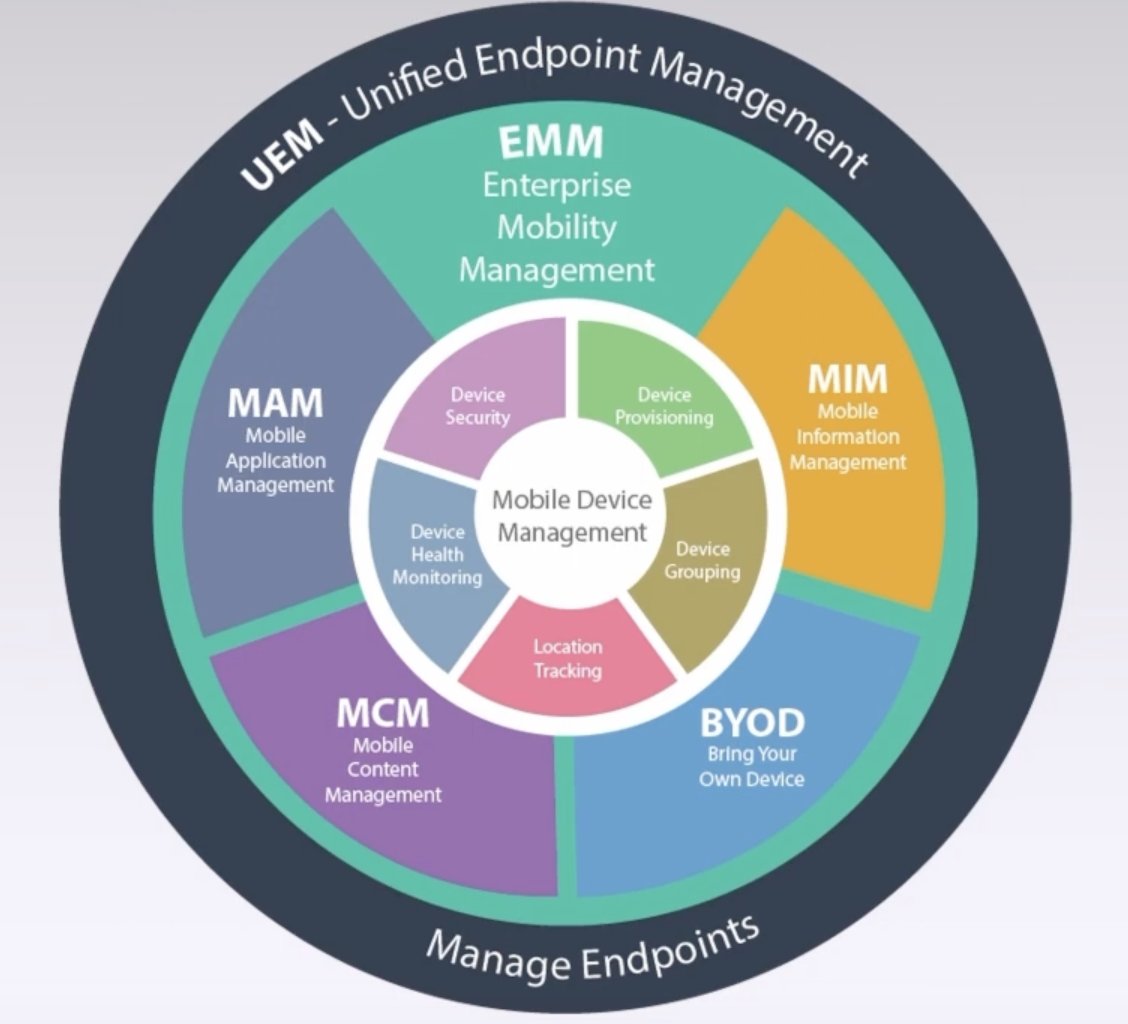 UEM - Unified Endpoint Management
EMM
Enterprise
Mobility
Management
MAM
Mobile
Application
Management
MIM
Mobile
Information
Management
Device
Security
Device
Provisioning
Mobile Device
Management
Device
Health
Monitoring
Device
Grouping
Location
Tracking
MCM
Mobile
Content
Management
BYOD
Bring Your
Own Device
Manage Endpoints